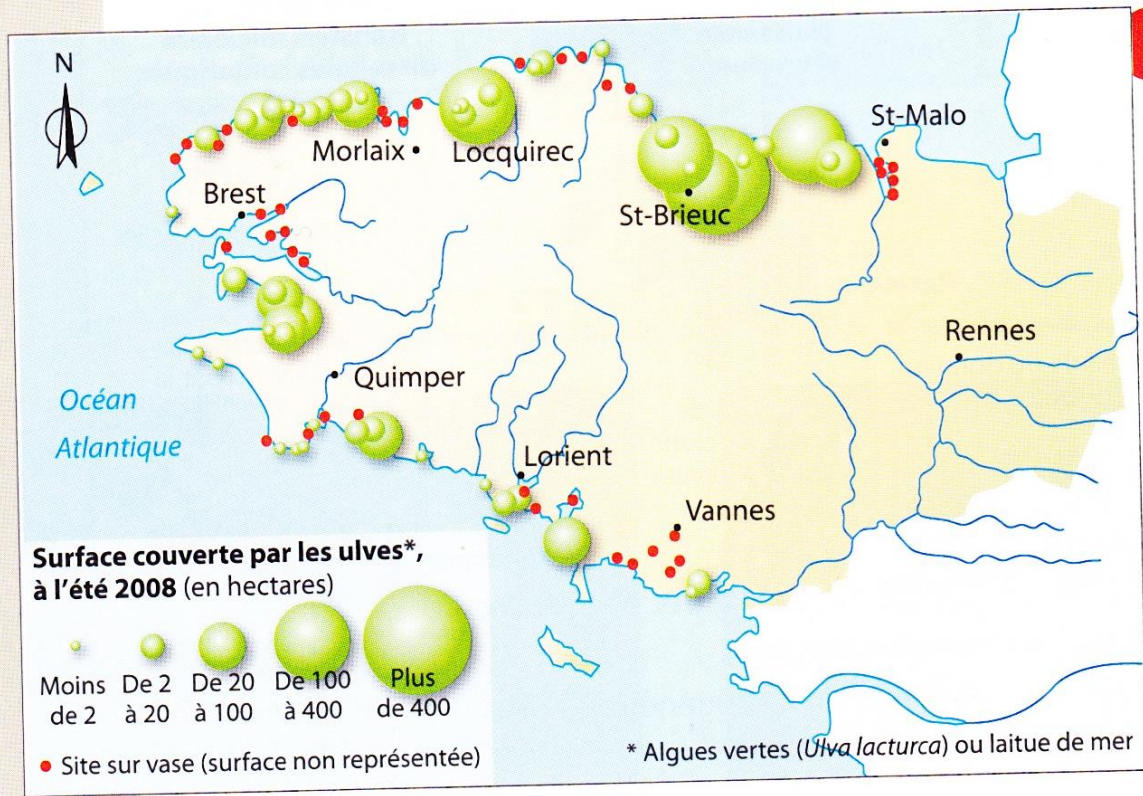 N
St-Malo
Morlaix
Locquirec
Brest
St-Brieuc
Rennes
Quimper
Océan
Atlantique
Lorient
Vannes
Surface couverte par les ulves*,
à l'été 2008 (en hectares)
Moins
de 2
De 2
à 20
De 20
à 100
De 100
à 400
Plus
de 400
Site sur vase (surface non représentée)
* Algues vertes (Ulva lacturca) ou laitue de mer